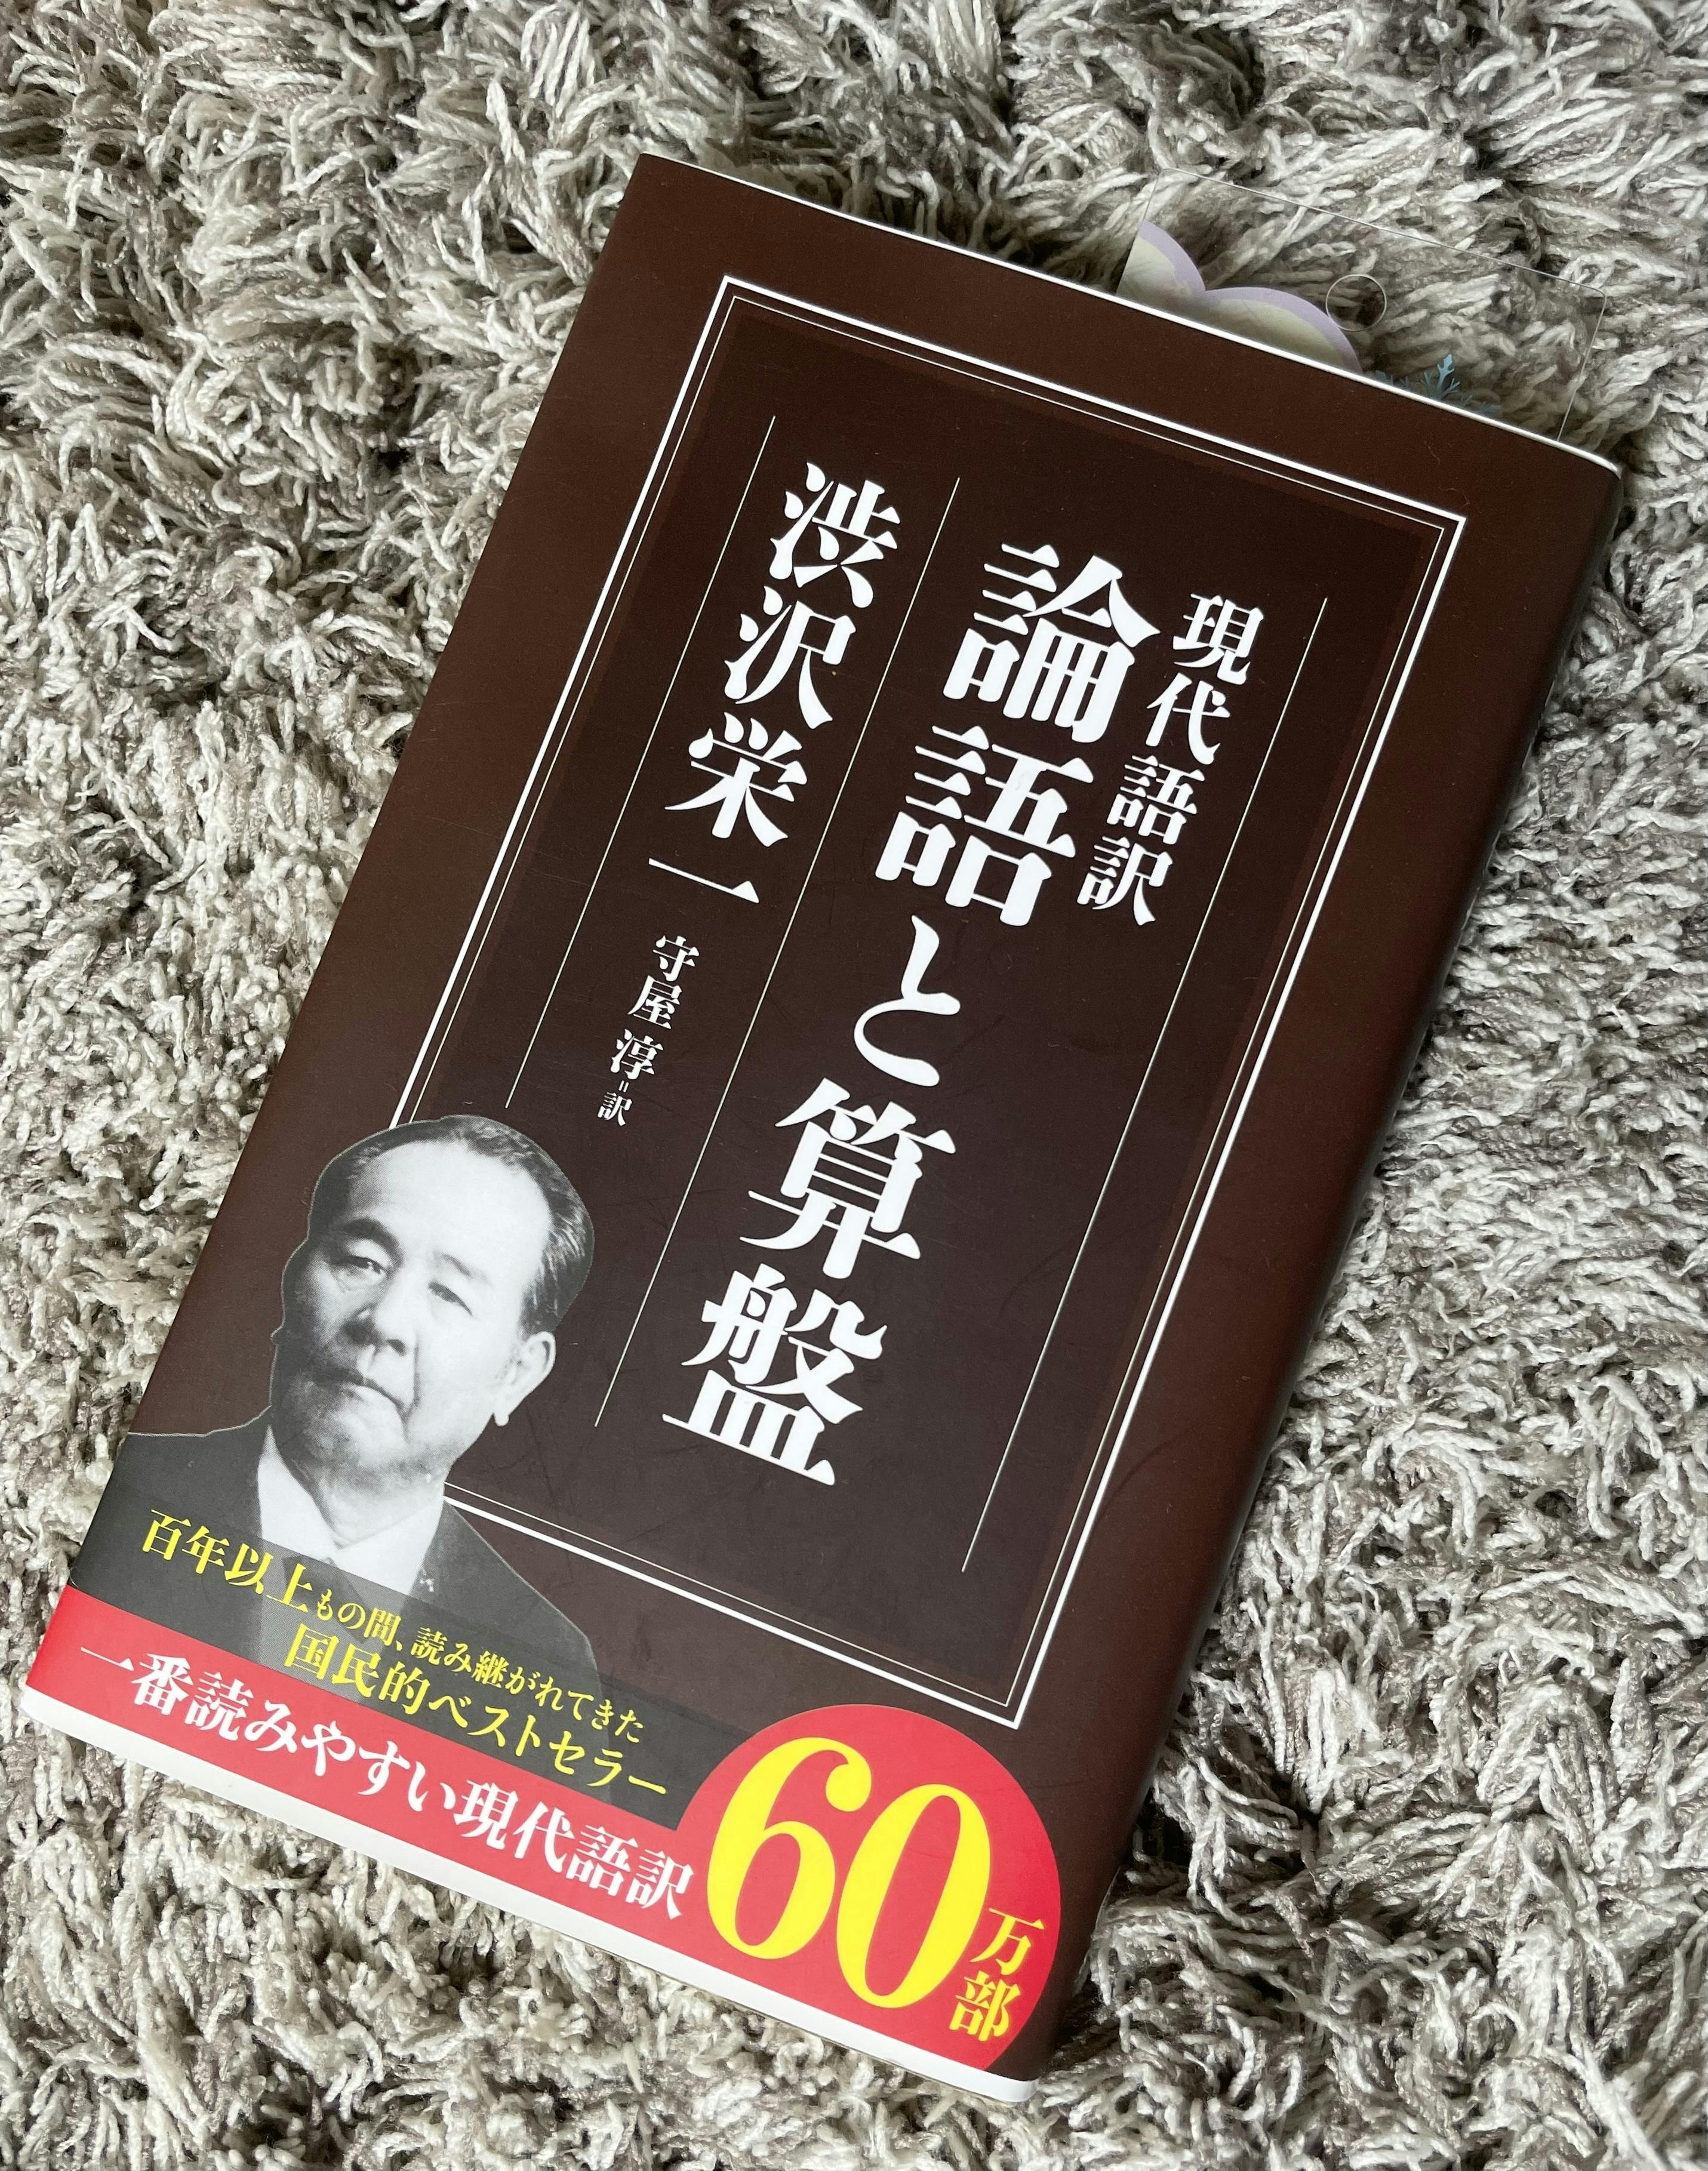 現代語訳
論語と算盤
渋沢栄一
守屋 淳=訳
百年以上もの間、読み継がれてきた
国民的ベストセラー
一番読みやすい現代語訳
60万部